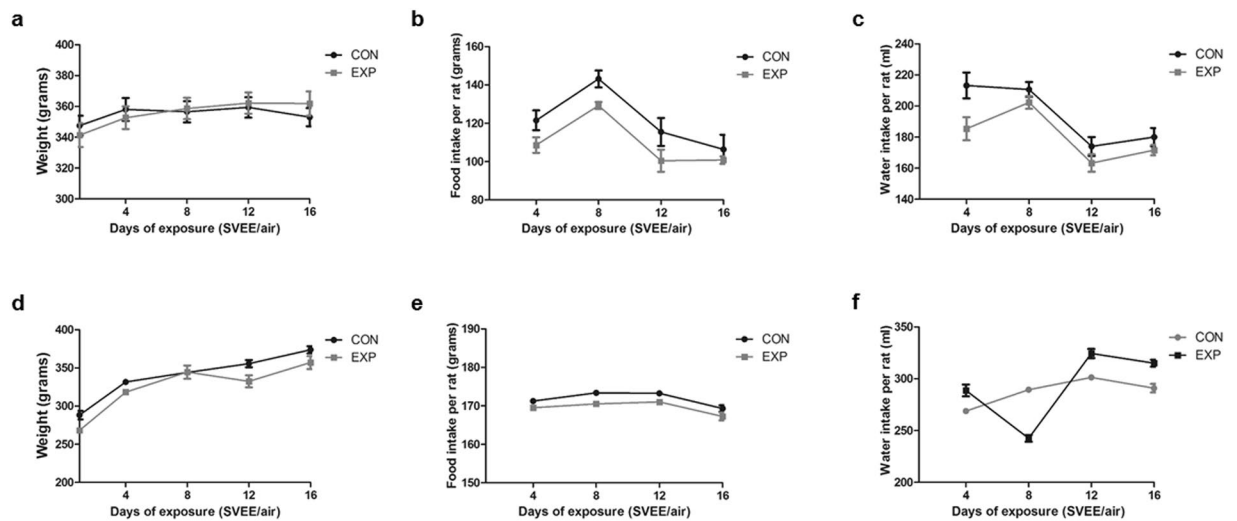 a
Weight (grams)
400
380
360
340
320
300
4
8
12
16
Days of exposure (SVEE/air)
CON
EXP
b
Food intake per rat (grams)
160
140
120
100
80
4
8
12
16
Days of exposure (SVEE/air)
CON
EXP
c
Water intake per rat (ml)
240
220
200
180
160
140
4
8
12
16
Days of exposure (SVEE/air)
CON
EXP
d
Weight (grams)
400
350
300
250
200
4
8
12
16
Days of exposure (SVEE/air)
CON
EXP
e
Food intake per rat (grams)
190
180
170
160
150
4
8
12
16
Days of exposure (SVEE/air)
CON
EXP
f
Water intake per rat (ml)
350
300
250
200
4
8
12
16
Days of exposure (SVEE/air)
CON
EXP